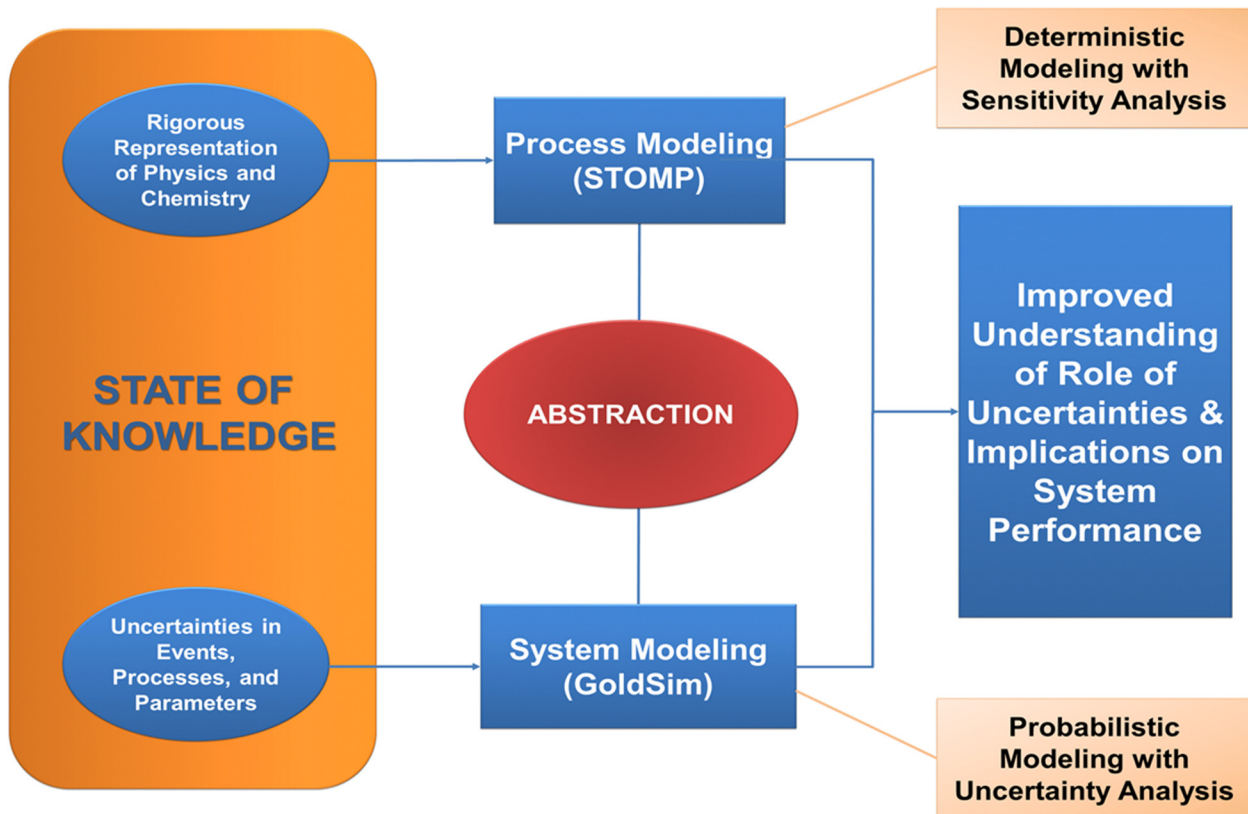 Deterministic
Modeling with
Sensitivity Analysis
Rigorous
Representation
of Physics and
Chemistry
Process Modeling
(STOMP)
STATE OF
KNOWLEDGE
ABSTRACTION
Improved
Understanding
of Role of
Uncertainties &
Implications on
System
Performance
Uncertainties in
Events,
Processes, and
Parameters
System Modeling
(GoldSim)
Probabilistic
Modeling with
Uncertainty Analysis